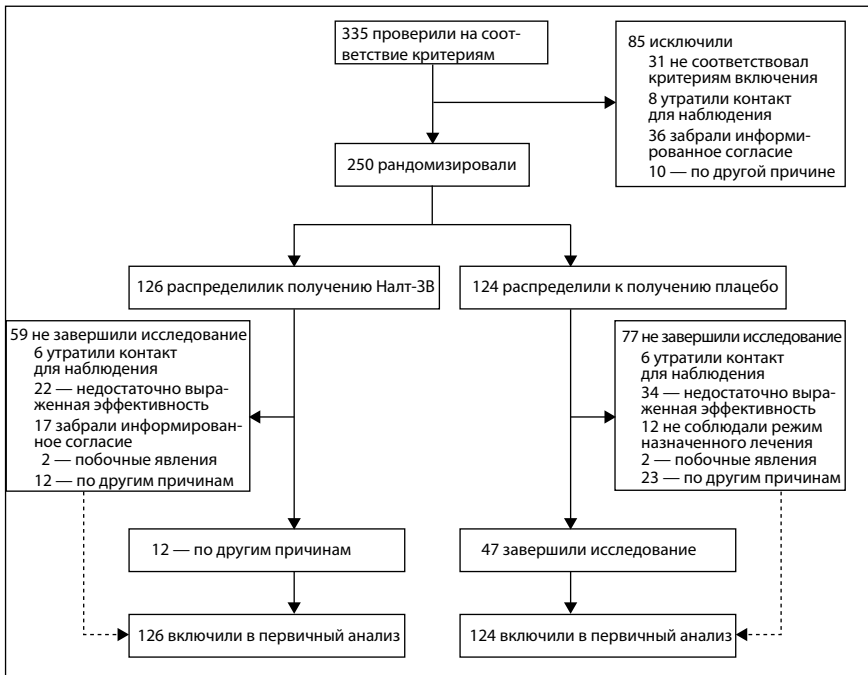 335 проверили на соот-
ветствие критериям
85 исключили
31 не соответствовал
критериям включения
8 утратили контакт
для наблюдения
36 забрали информи-
рованное согласие
10 — по другой причине
250 рандомизировали
126 распределилик получению Налт-ЗВ
124 распределили к получению плацебо
59 не завершили исследование
6 утратили контакт
для наблюдения
22 — недостаточно выра-
женная эффективность
17 забрали информирован-
ное согласие
2 — побочные явления
12 — по другим причинам
77 не завершили исследование
6 утратили контакт
для наблюдения
34 — недостаточно выра-
женная эффективность
12 не соблюдали режим
назначенного лечения
2 — побочные явления
23 — по другим причинам
12 — по другим причинам
47 завершили исследование
126 включили в первичный анализ
124 включили в первичный анализ